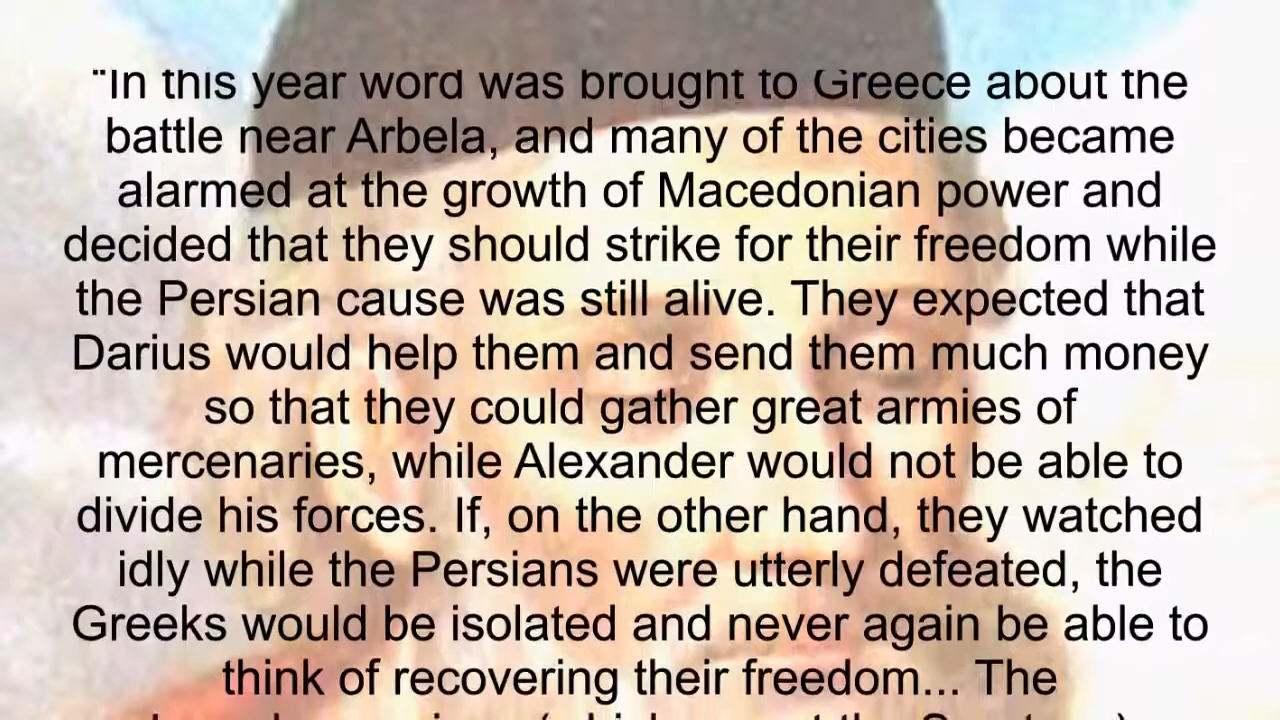 "In this year word was brought to Greece about the
battle near Arbela, and many of the cities became
alarmed at the growth of Macedonian power and
decided that they should strike for their freedom while
the Persian cause was still alive. They expected that
Darius would help them and send them much money
so that they could gather great armies of
mercenaries, while Alexander would not be able to
divide his forces. If, on the other hand, they watched
idly while the Persians were utterly defeated, the
Greeks would be isolated and never again be able to
think of recovering their freedom... The